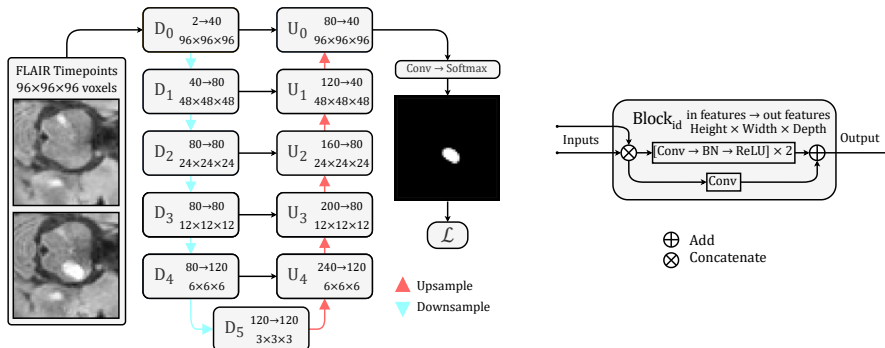 FLAIR Timepoints
96×96×96 voxels
D0 2→40
96×96×96
U0 80→40
96×96×96
D1 40→80
48×48×48
U1 120→40
48×48×48
D2 80→80
24×24×24
U2 160→80
24×24×24
D3 80→80
12×12×12
U3 200→80
12×12×12
D4 80→120
6×6×6
U4 240→120
6×6×6
D5 120→120
3×3×3
Conv → Softmax
ℒ
Upsample
Downsample
Inputs
Block_id in features → out features
Height × Width × Depth
[Conv → BN → ReLU] × 2
Conv
Output
⊕ Add
⊗ Concatenate